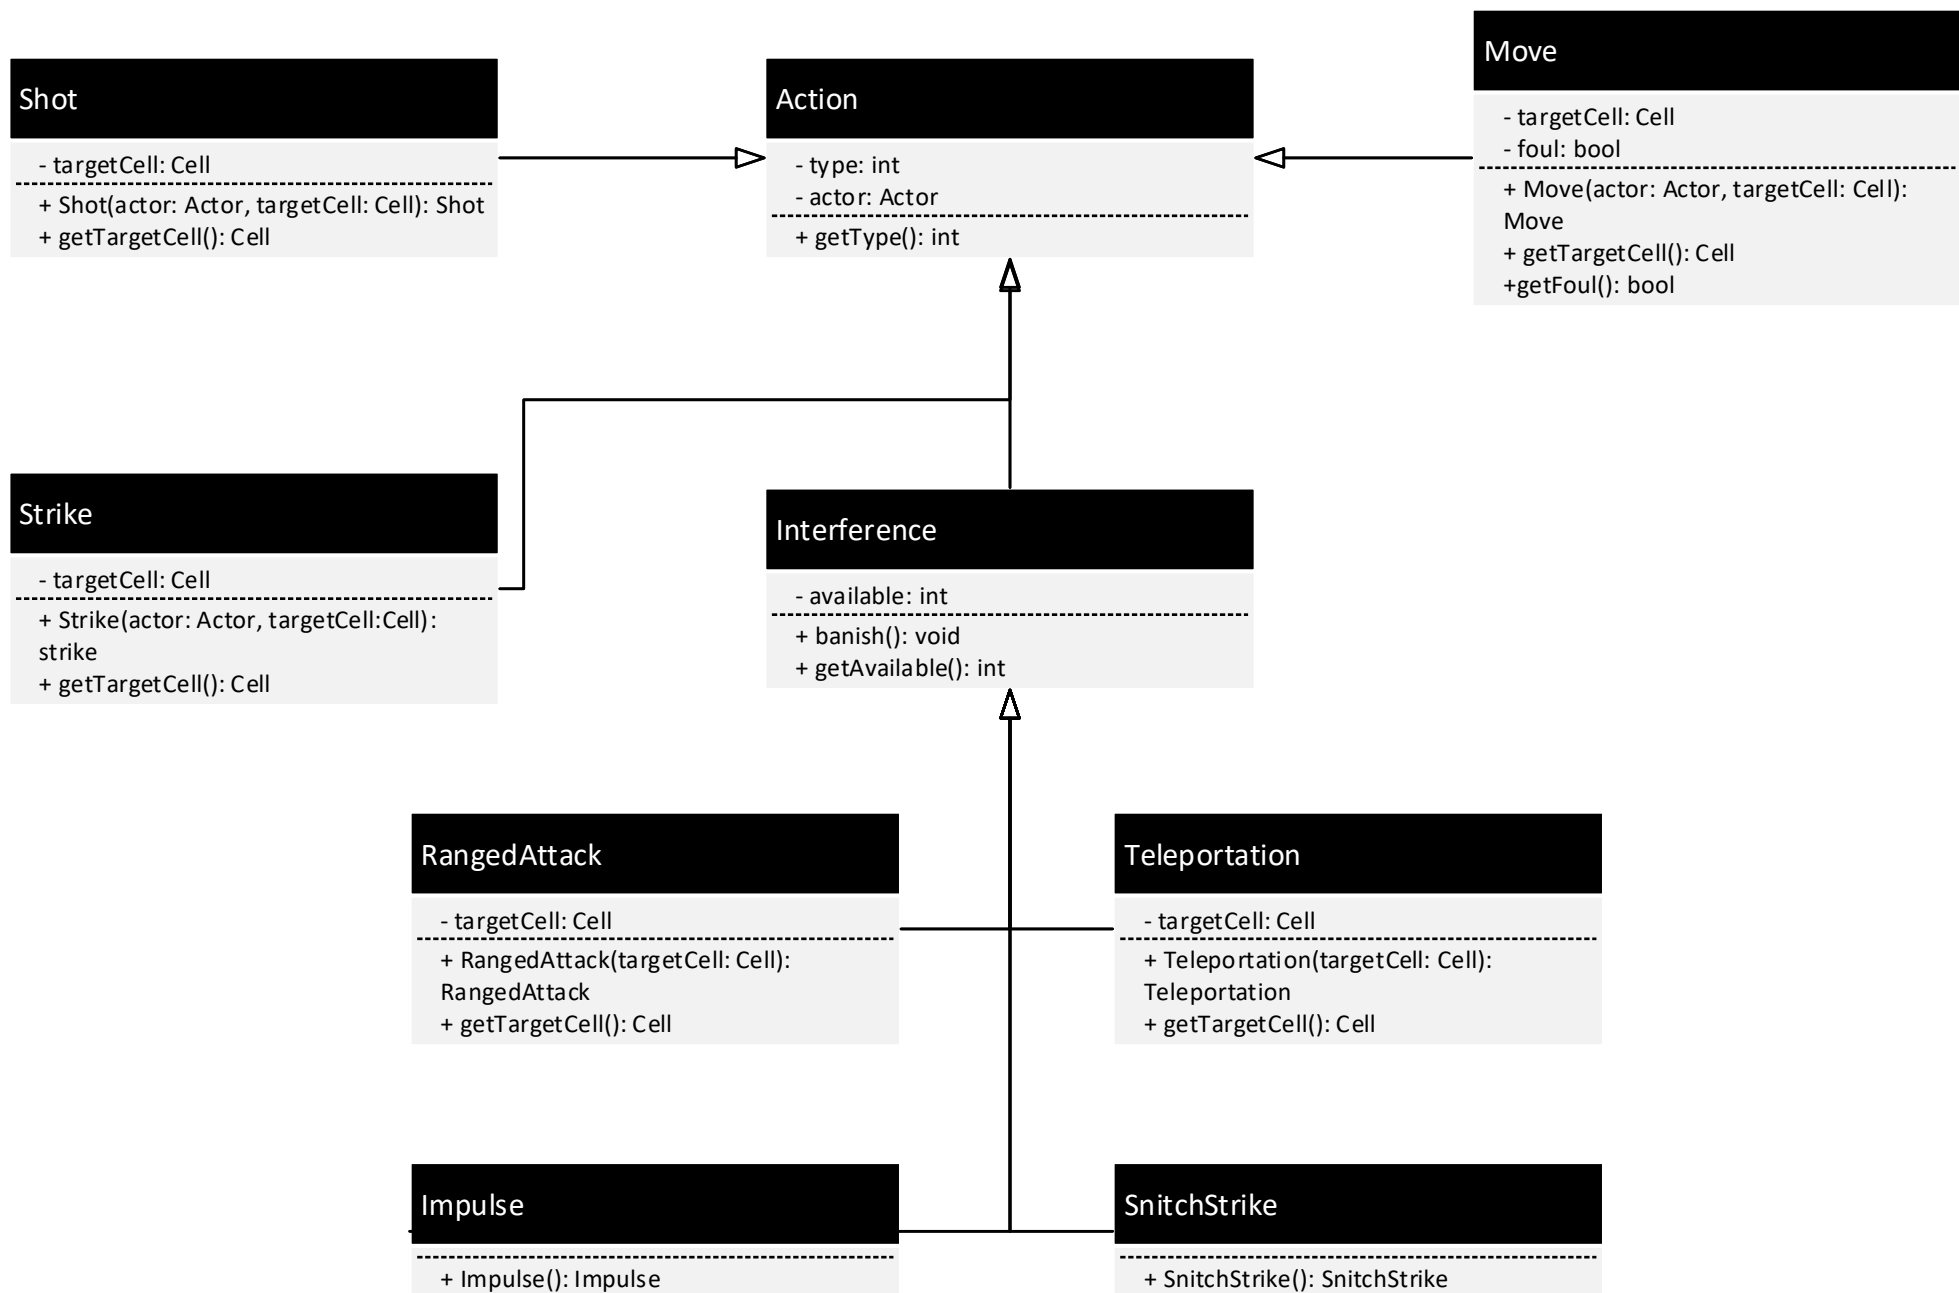 Shot
- targetCell: Cell
+ Shot(actor: Actor, targetCell: Cell): Shot
+ getTargetCell(): Cell
Action
- type: int
- actor: Actor
+ getType(): int
Move
- targetCell: Cell
- foul: bool
+ Move(actor: Actor, targetCell: Cell):
Move
+ getTargetCell(): Cell
+getFoul(): bool
Strike
- targetCell: Cell
+ Strike(actor: Actor, targetCell:Cell):
strike
+ getTargetCell(): Cell
Interference
- available: int
+ banish(): void
+ getAvailable(): int
RangedAttack
- targetCell: Cell
+ RangedAttack(targetCell: Cell):
RangedAttack
+ getTargetCell(): Cell
Teleportation
- targetCell: Cell
+ Teleportation(targetCell: Cell):
Teleportation
+ getTargetCell(): Cell
Impulse
+ Impulse(): Impulse
SnitchStrike
+ SnitchStrike(): SnitchStrike